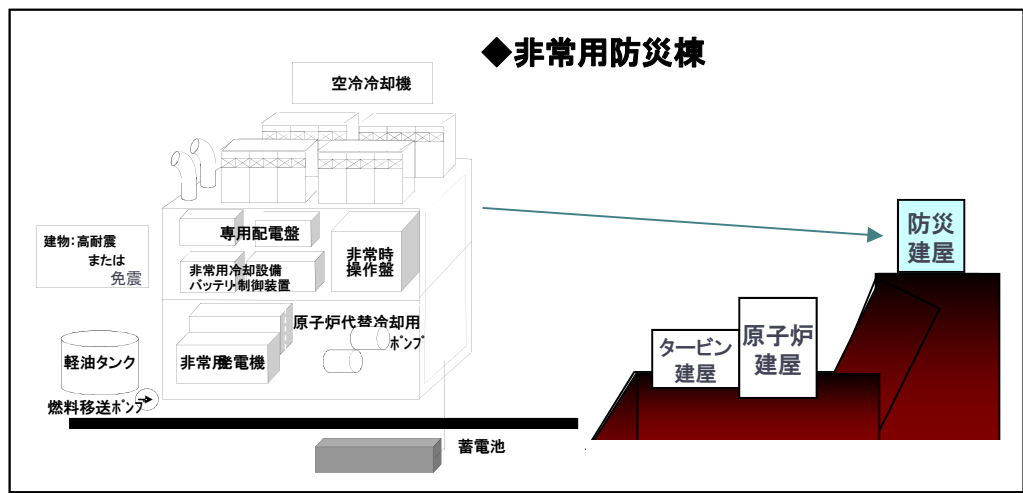 ◆非常用防災棟
空冷冷却機
建物：高耐震
または
免震
専用配電盤
非常時
操作盤
非常用冷却設備
バッテリ・制御装置
原子炉代替冷却用
ﾎﾟﾝﾌﾟ
非常用発電機
軽油タンク
燃料移送ﾎﾟﾝﾌﾟ
蓄電池
防災
建屋
タービン
建屋
原子炉
建屋